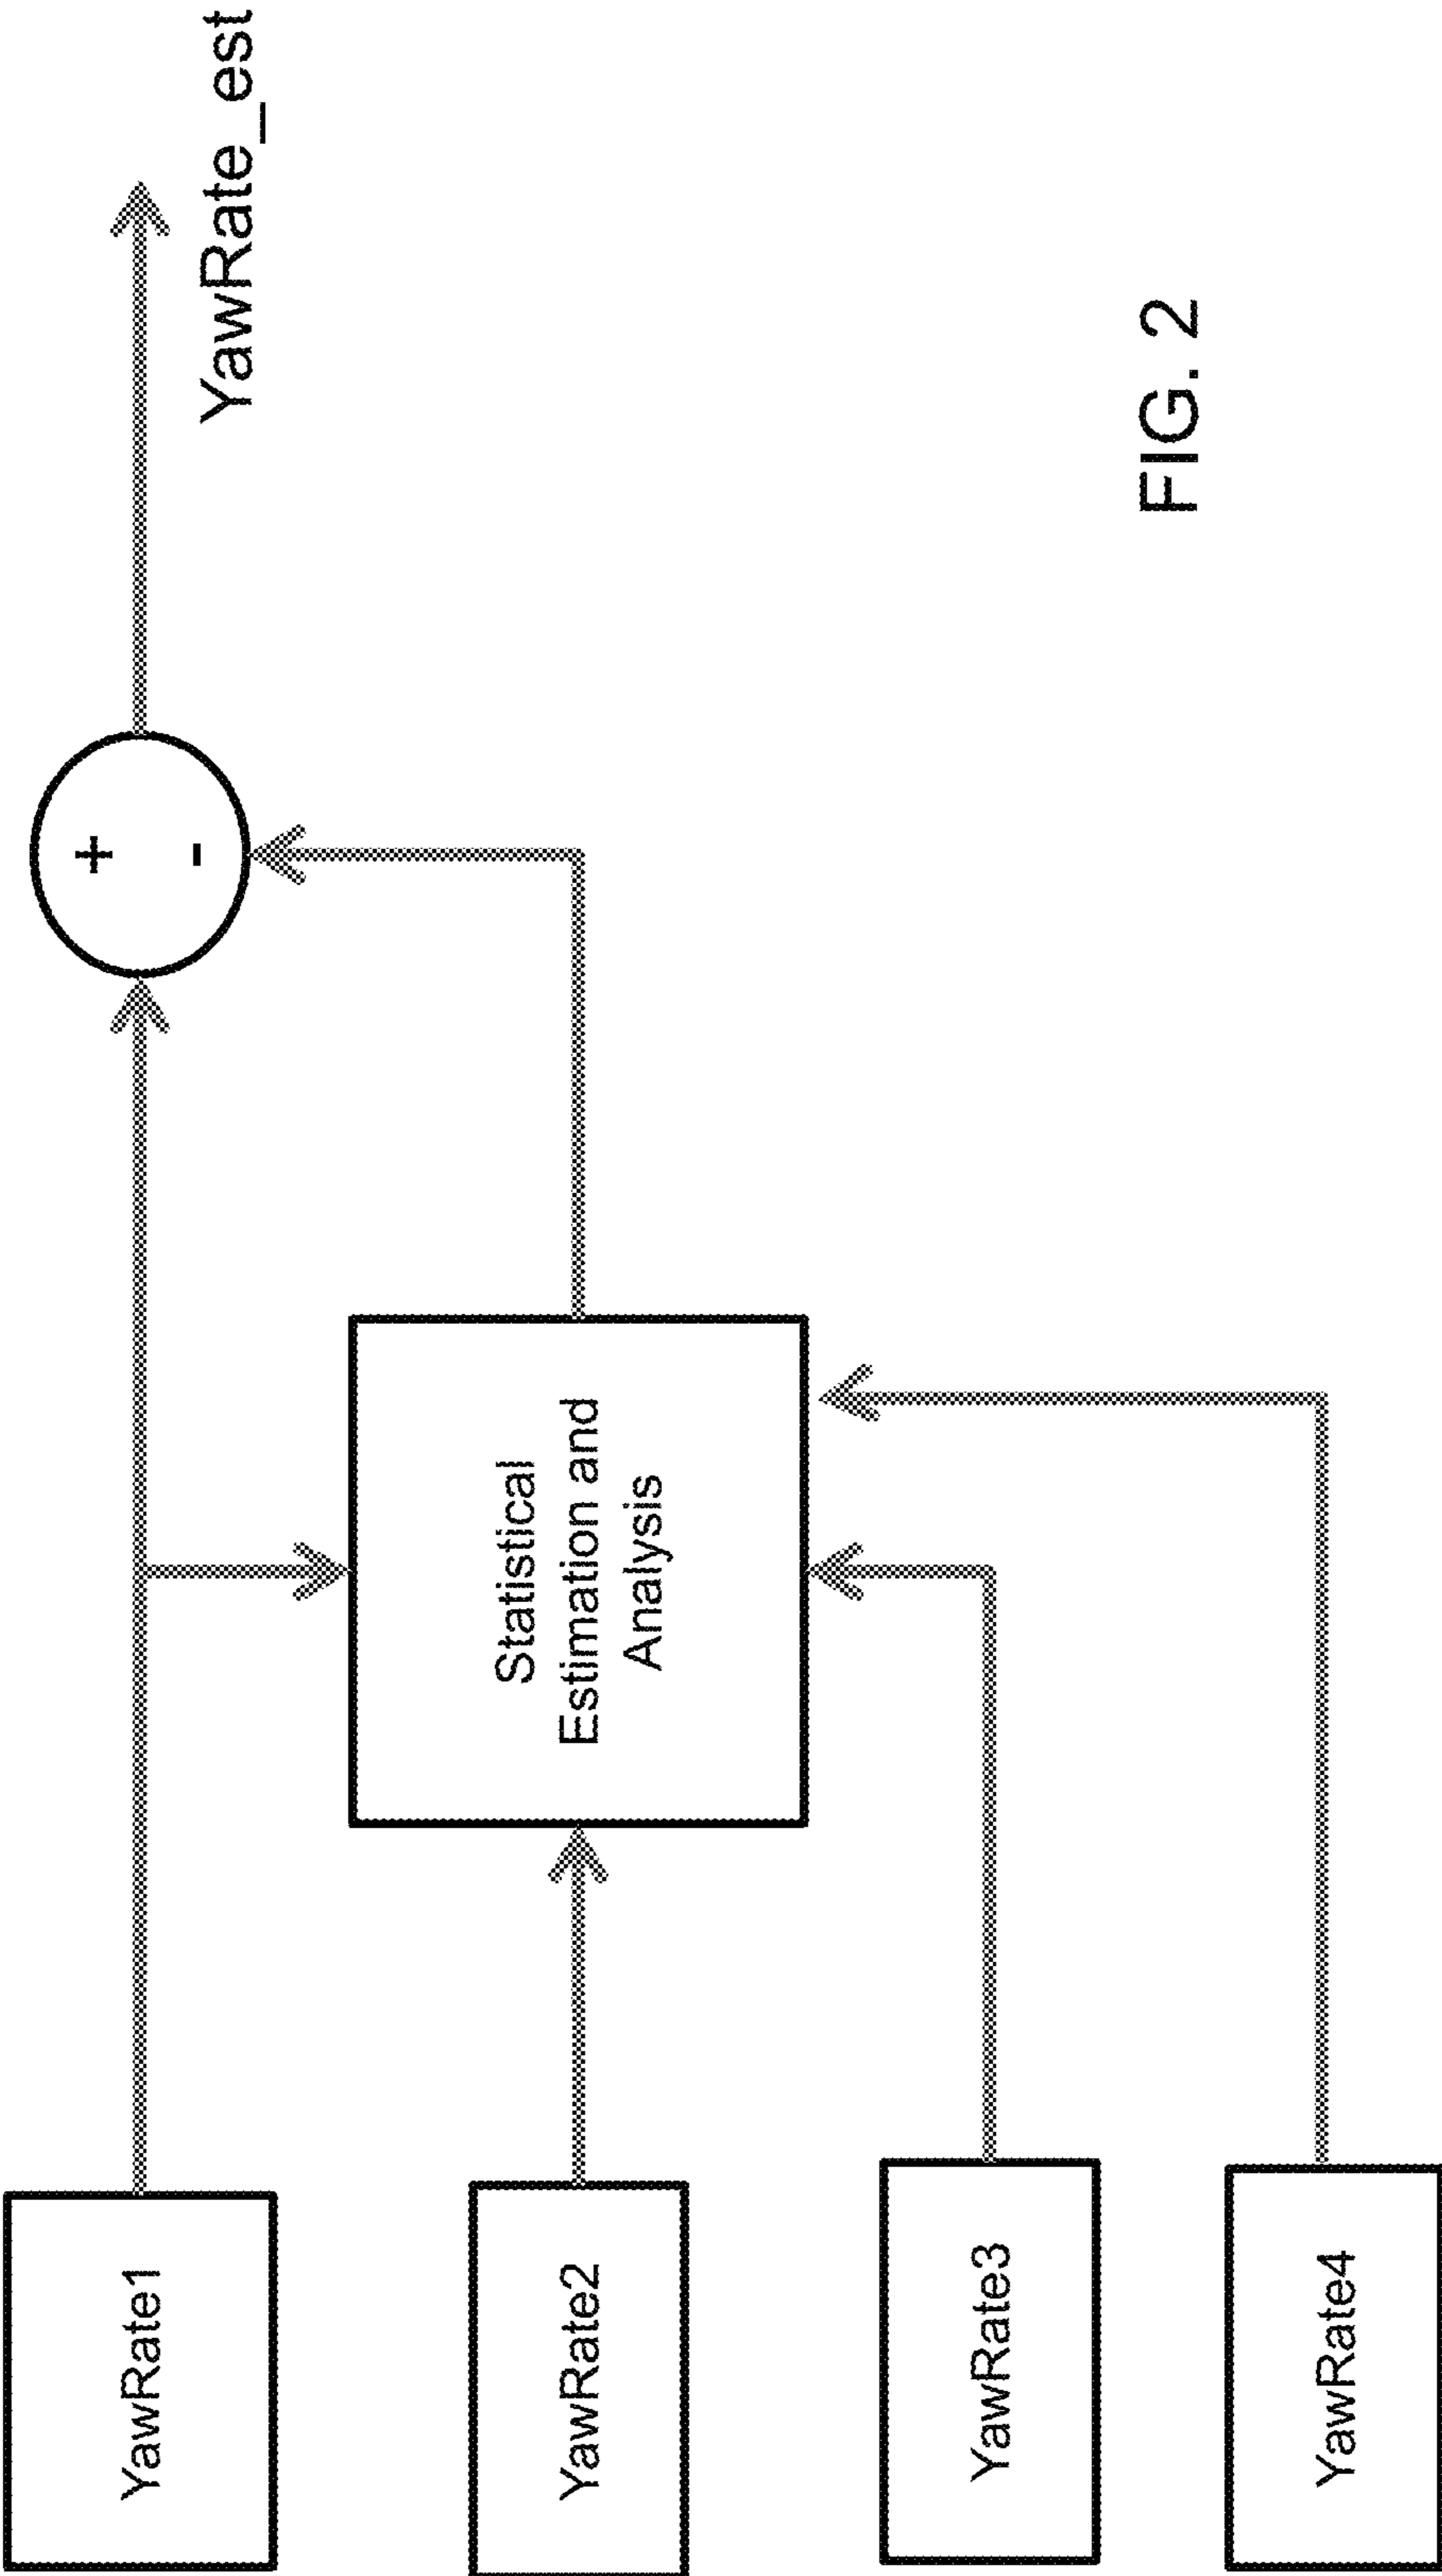 YawRate1
YawRate2
YawRate3
YawRate4
Statistical
Estimation and
Analysis
+
-
YawRate_est
FIG. 2